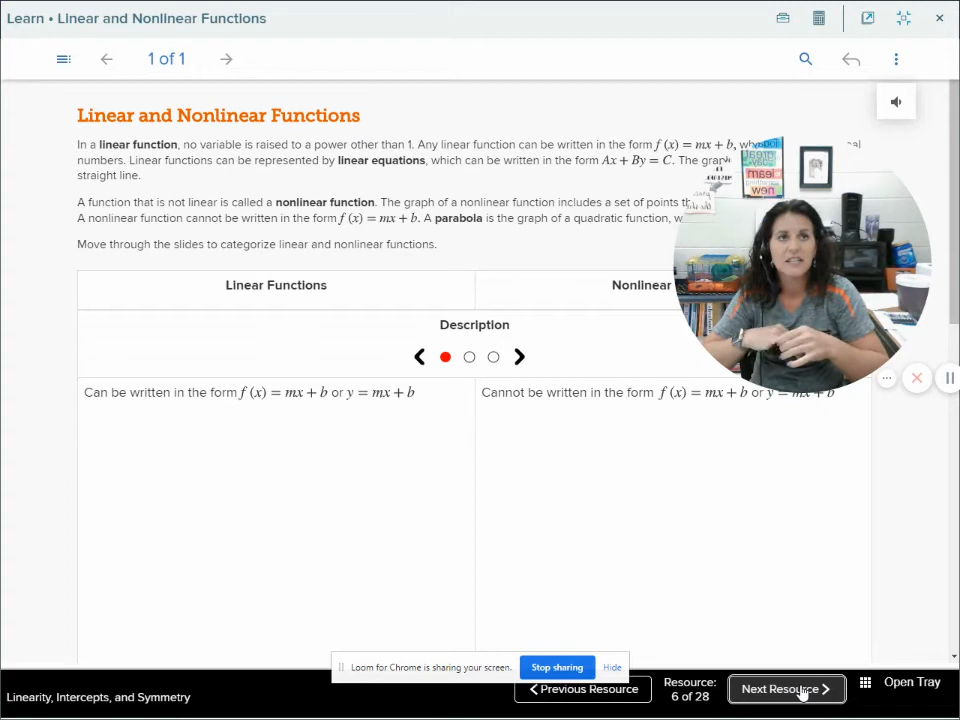 Learn • Linear and Nonlinear Functions
1 of 1
Linear and Nonlinear Functions
In a linear function, no variable is raised to a power other than 1. Any linear function can be written in the form f (x) = mx + b,
numbers. Linear functions can be represented by linear equations, which can be written in the form Ax + By = C. The
straight line.
A function that is not linear is called a nonlinear function. The graph of a nonlinear function includes a set of points
A nonlinear function cannot be written in the form f (x) = mx + b. A parabola is the graph of a quadratic function,
Move through the slides to categorize linear and nonlinear functions.
Linear Functions
Nonlinear
Description
Can be written in the form f (x) = mx + b or y = mx + b
Cannot be written in the form f (x) = mx + b or y = mx + b
learn
new
Loom for Chrome is sharing your screen.
Stop sharing
Hide
Linearity, Intercepts, and Symmetry
Previous Resource
Resource:
6 of 28
Next Resource
Open Tray